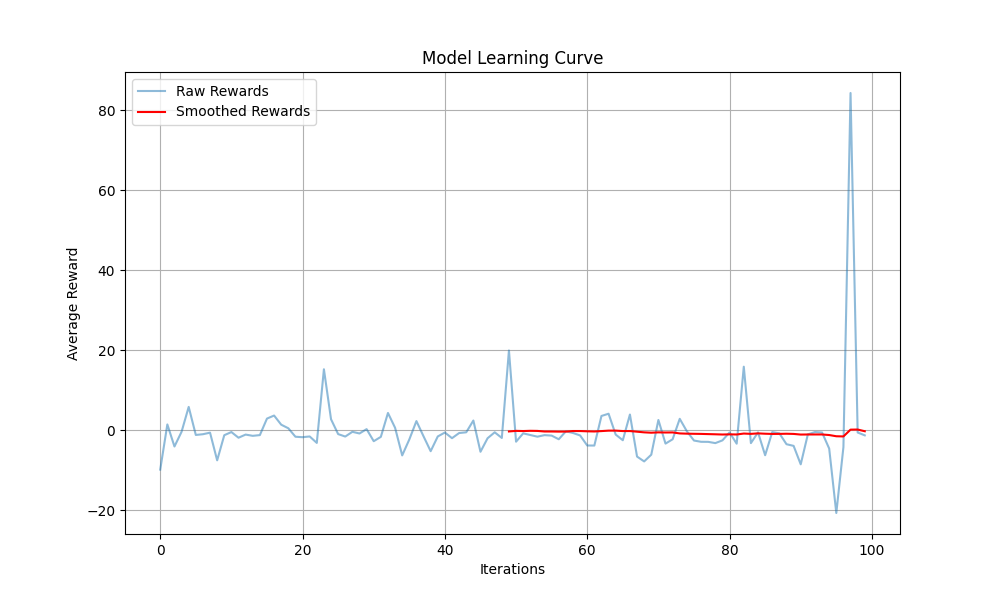 Model Learning Curve
Raw Rewards
Smoothed Rewards
Average Reward
80
60
40
20
0
−20
0
20
40
60
80
100
Iterations